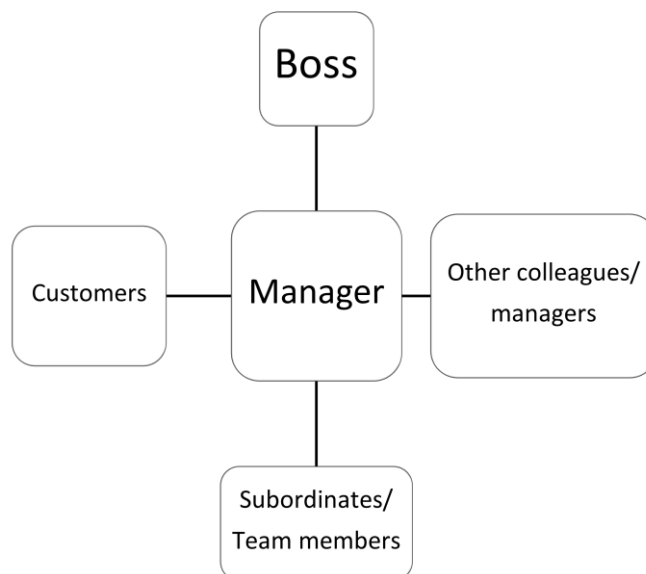 Boss
Customers
Manager
Other colleagues/
managers
Subordinates/
Team members